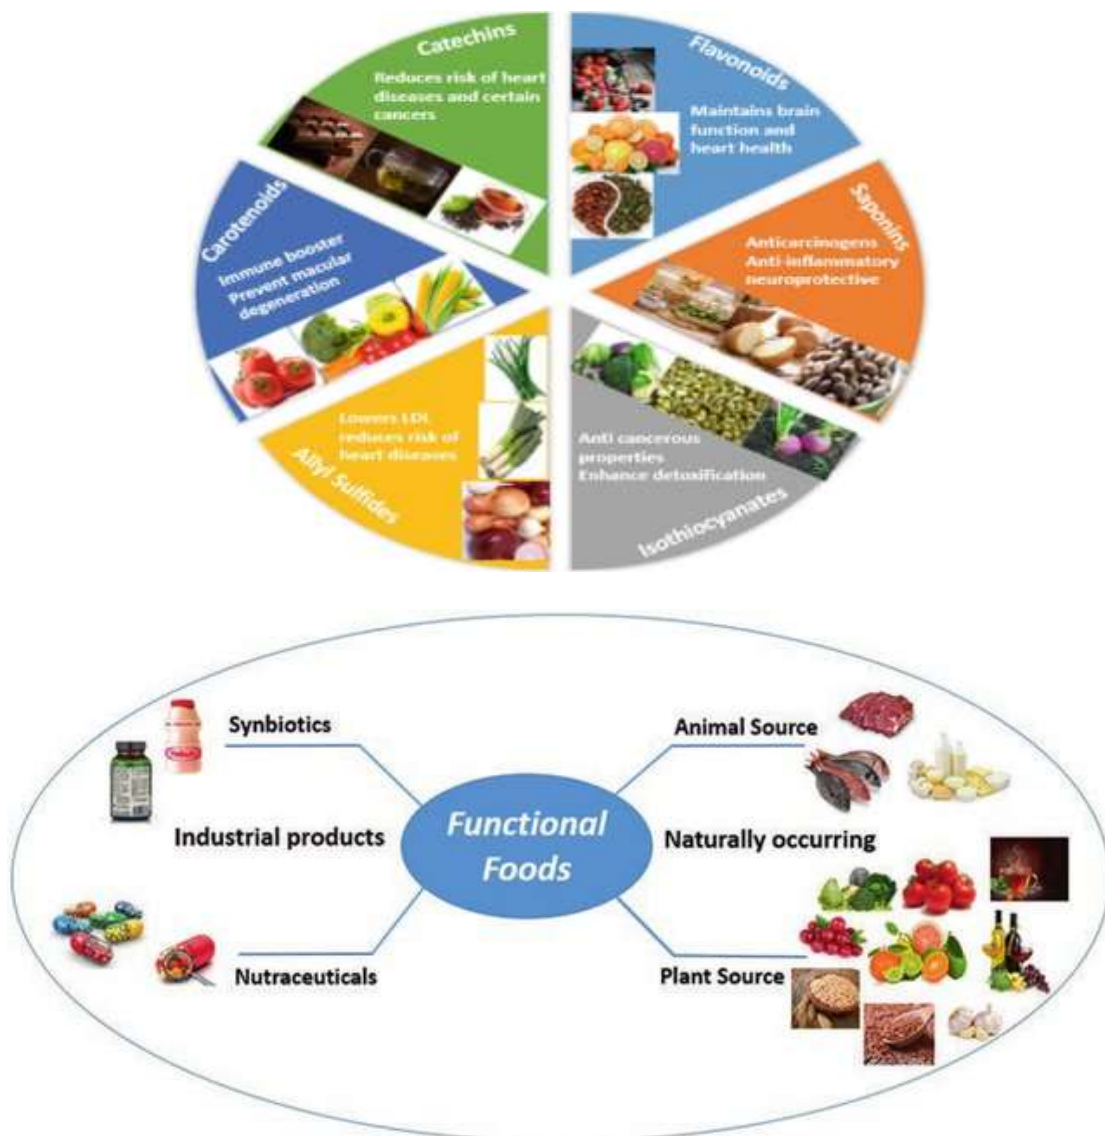 Catechins
Reduces risk of heart
diseases and certain
cancers
Flavonoids
Maintains brain
function and
heart health
Saponins
Anticarcinogens
Anti-inflammatory
neuroprotective
Carotenoids
Immune booster
Prevent macular
degeneration
Lowers LDL
reduces risk of
heart diseases
Allyl Sulfides
Anti cancerous
properties
Enhance detoxification
Isothiocyanates
Synbiotics
Animal Source
Industrial products
Functional
Foods
Naturally occurring
Nutraceuticals
Plant Source